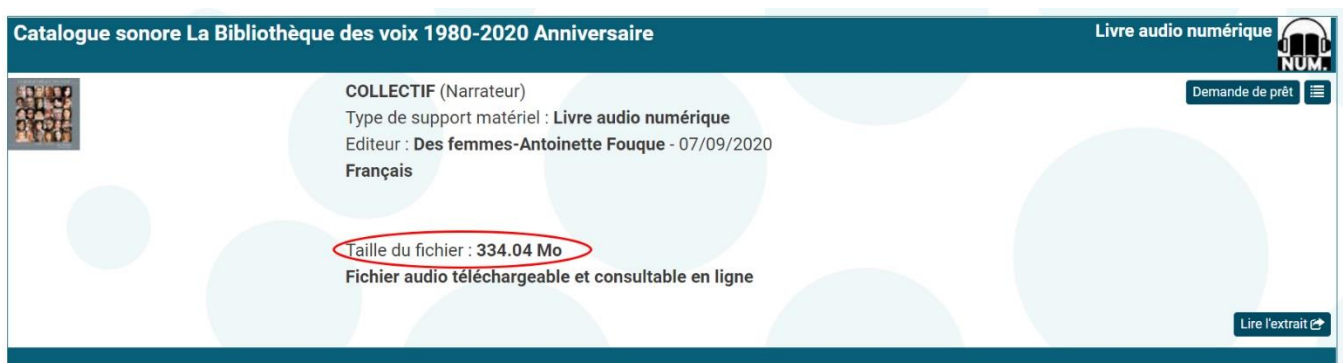 Catalogue sonore La Bibliothèque des voix 1980-2020 Anniversaire
Livre audio numérique
NUM.
COLLECTIF (Narrateur)
Demande de prêt
Type de support matériel : Livre audio numérique
Editeur : Des femmes-Antoinette Fouque - 07/09/2020
Français
Taille du fichier : 334.04 Mo
Fichier audio téléchargeable et consultable en ligne
Lire l'extrait